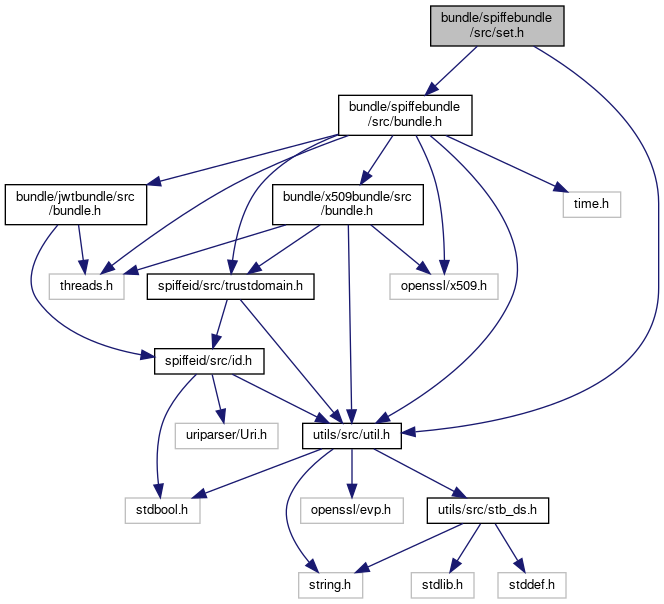 bundle/spiffebundle
/src/set.h
bundle/spiffebundle
/src/bundle.h
bundle/jwtbundle/src
/bundle.h
bundle/x509bundle/src
/bundle.h
time.h
threads.h
spiffeid/src/trustdomain.h
openssl/x509.h
spiffeid/src/id.h
uriparser/Uri.h
utils/src/util.h
stdbool.h
openssl/evp.h
utils/src/stb_ds.h
string.h
stdlib.h
stddef.h